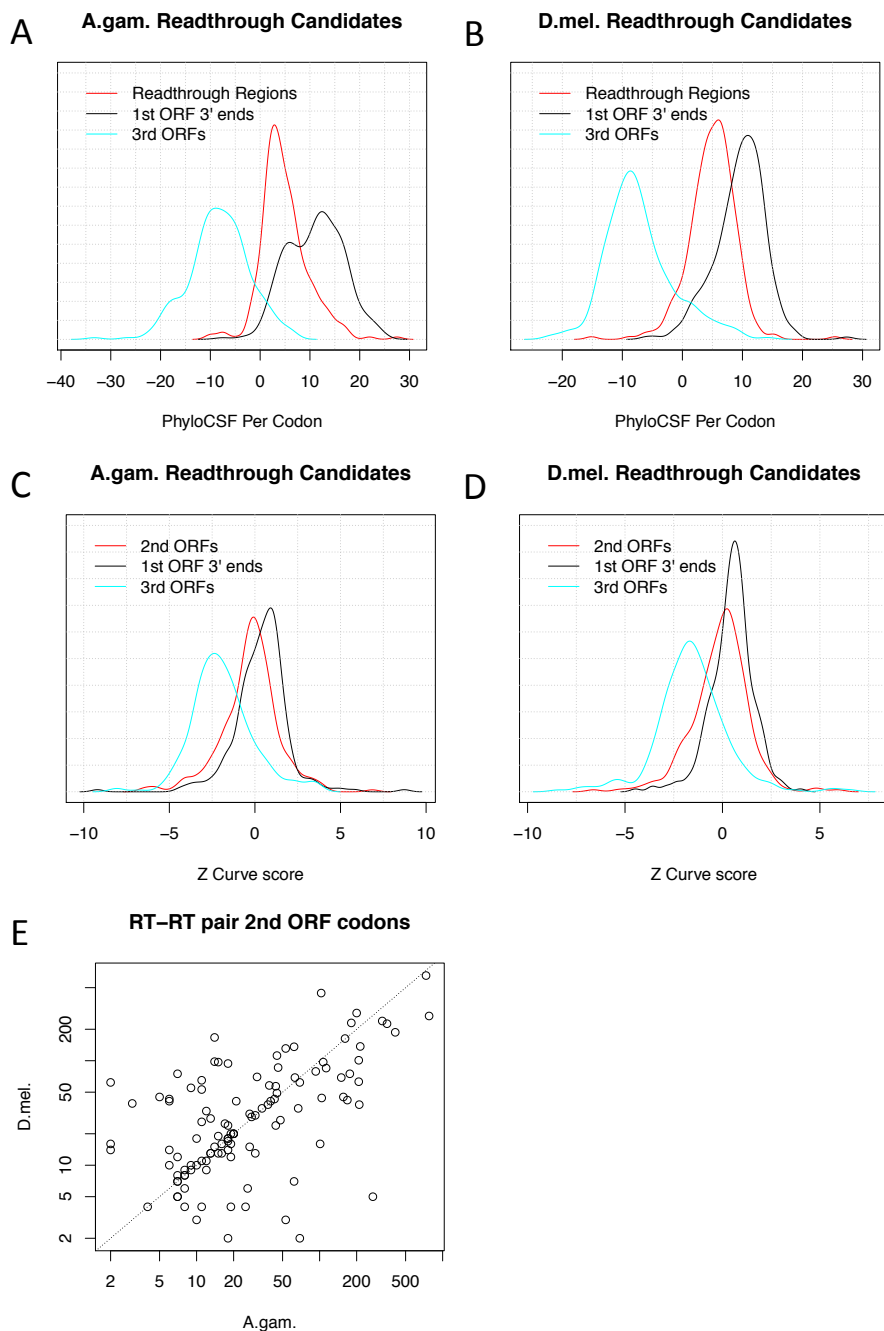 A
A.gam. Readthrough Candidates
Readthrough Regions
1st ORF 3' ends
3rd ORFs
−40 −30 −20 −10 0 10 20 30
PhyloCSF Per Codon
B
D.mel. Readthrough Candidates
Readthrough Regions
1st ORF 3' ends
3rd ORFs
−20 −10 0 10 20 30
PhyloCSF Per Codon
C
A.gam. Readthrough Candidates
2nd ORFs
1st ORF 3' ends
3rd ORFs
−10 −5 0 5 10
Z Curve score
D
D.mel. Readthrough Candidates
2nd ORFs
1st ORF 3' ends
3rd ORFs
−10 −5 0 5
Z Curve score
E
RT−RT pair 2nd ORF codons
D.mel.
200
50
20
10
5
2
2 5 10 20 50 200 500
A.gam.